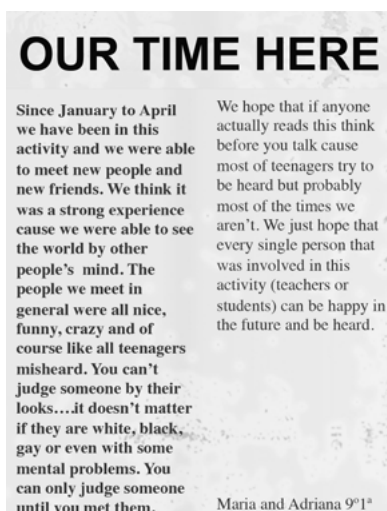 OUR TIME HERE
Since January to April
we have been in this
activity and we were able
to meet new people and
new friends. We think it
was a strong experience
cause we were able to see
the world by other
people’s mind. The
people we meet in
general were all nice,
funny, crazy and of
course like all teenagers
misheard. You can’t
judge someone by their
looks….it doesn’t matter
if they are white, black,
gay or even with some
mental problems. You
can only judge someone
until you met them.
We hope that if anyone
actually reads this think
before you talk cause
most of teenagers try to
be heard but probably
most of the times we
aren’t. We just hope that
every single person that
was involved in this
activity (teachers or
students) can be happy in
the future and be heard.
Maria and Adriana 9º1ª